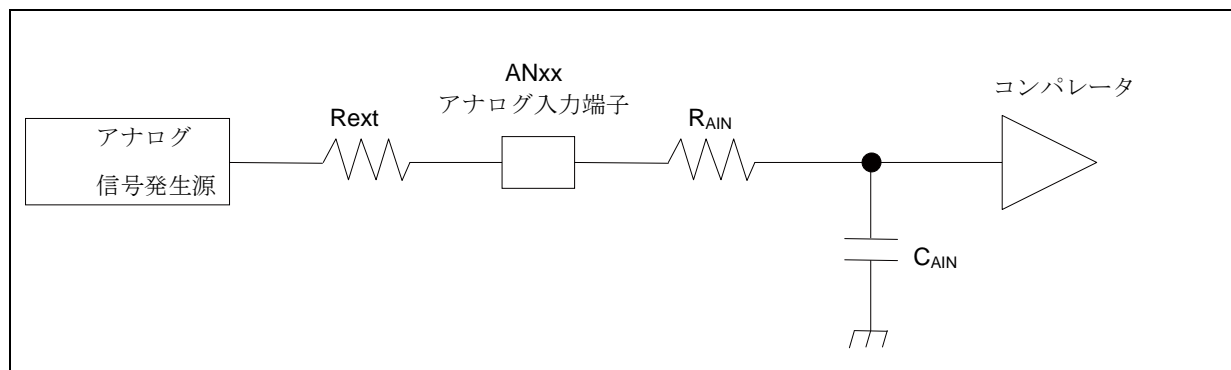 ANxx
アナログ入力端子
コンパレータ
アナログ
信号発生源
Rext
RAIN
CAIN